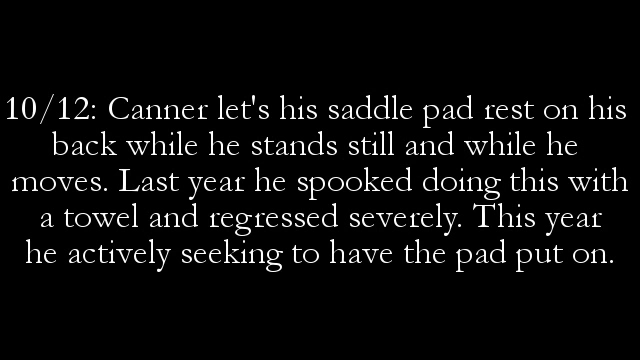 10/12: Canner let's his saddle pad rest on his
back while he stands still and while he
moves. Last year he spooked doing this with
a towel and regressed severely. This year
he actively seeking to have the pad put on.